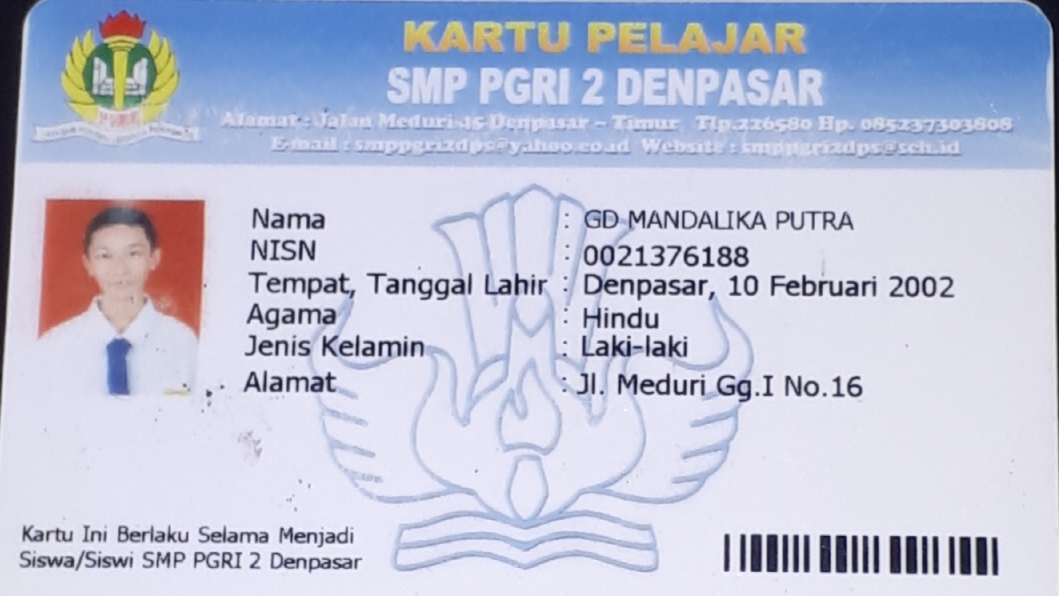 KARTU PELAJAR
SMP PGRI 2 DENPASAR
Alamat : Jalan Meduri 45 Denpasar - Timur Tlp.226580 Hp. 085237303808
E-mail : smppgri2dps@yahoo.co.id Website : smppgri2dps@sch.id
Nama : GD MANDALIKA PUTRA
NISN : 0021376188
Tempat, Tanggal Lahir : Denpasar, 10 Februari 2002
Agama : Hindu
Jenis Kelamin : Laki-laki
Alamat : Jl. Meduri Gg.I No.16
Kartu Ini Berlaku Selama Menjadi
Siswa/Siswi SMP PGRI 2 Denpasar